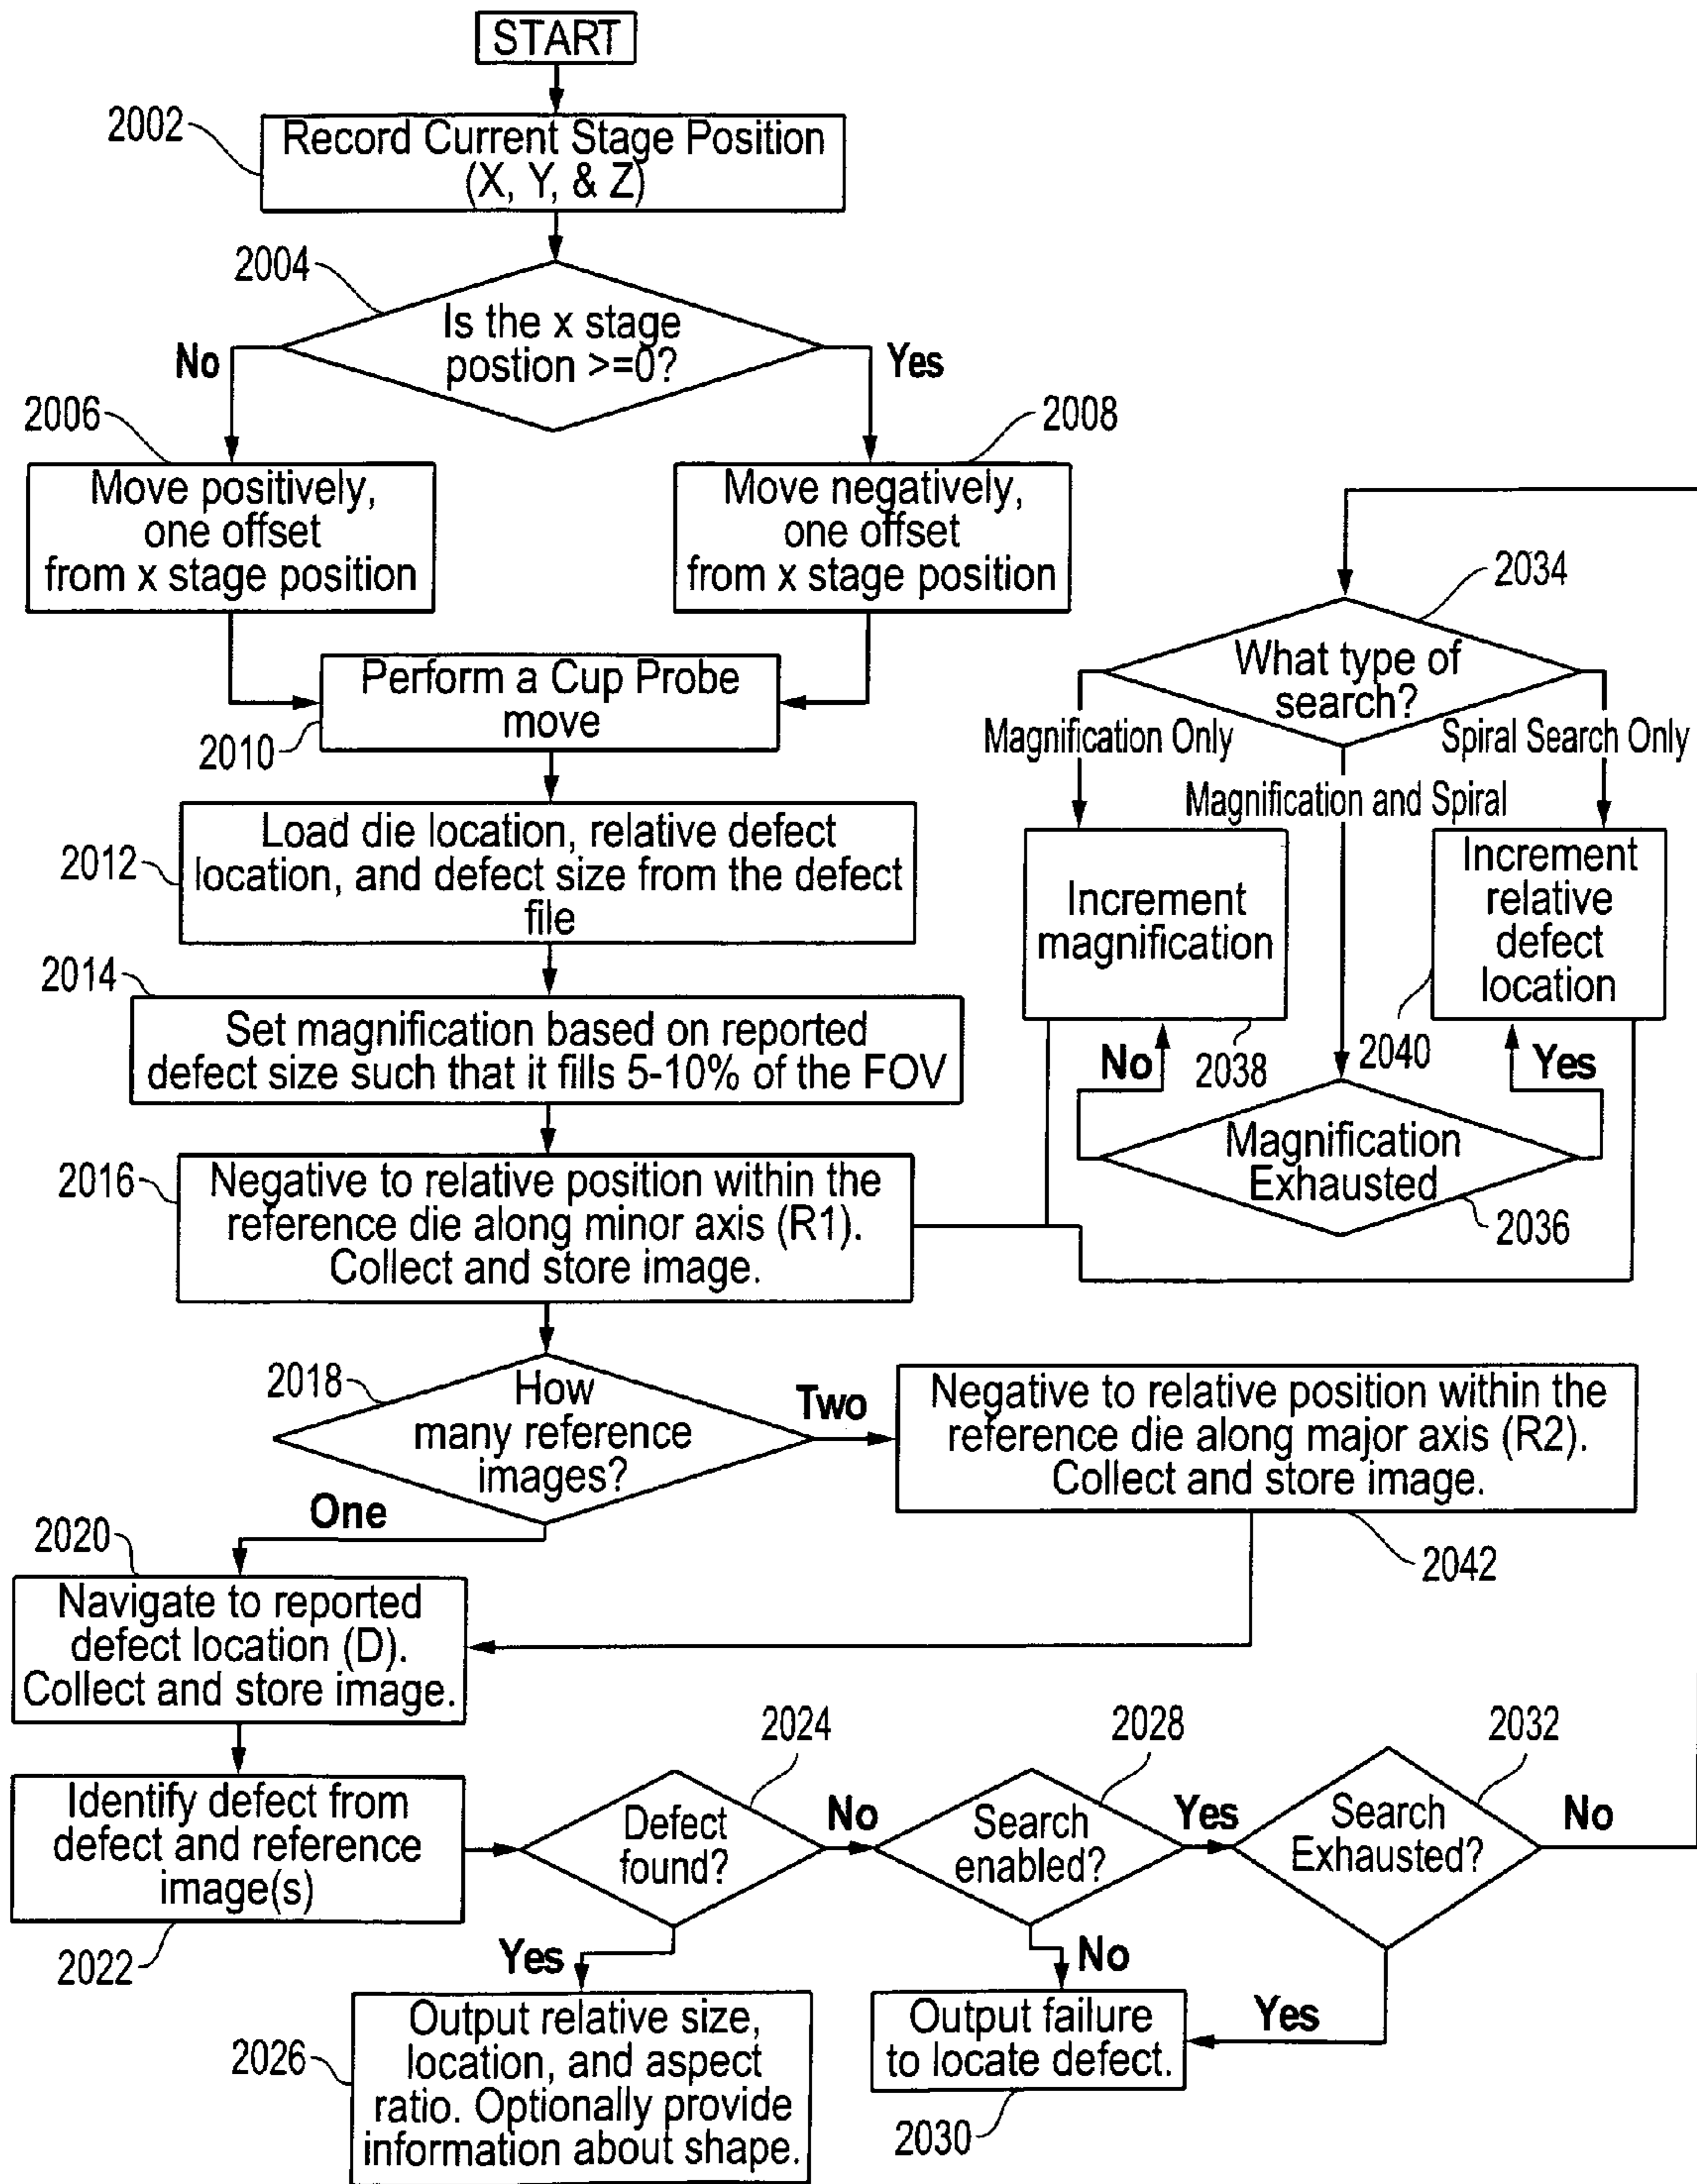 START
2002
Record Current Stage Position
(X, Y, & Z)
2004
Is the x stage
postion >=0?
No
Yes
2006
2008
Move positively,
one offset
from x stage position
Move negatively,
one offset
from x stage position
2034
What type of
search?
Perform a Cup Probe
move
2010
Magnification Only
Spiral Search Only
Magnification and Spiral
2012
Load die location, relative defect
location, and defect size from the defect
file
Increment
magnification
Increment
relative
defect
location
2014
Set magnification based on reported
defect size such that it fills 5-10% of the FOV
No
2038
2040
Yes
Magnification
Exhausted
2036
2016
Negative to relative position within the
reference die along minor axis (R1).
Collect and store image.
2018
How
many reference
images?
Two
Negative to relative position within the
reference die along major axis (R2).
Collect and store image.
2042
One
2020
Navigate to reported
defect location (D).
Collect and store image.
2024
2028
2032
Identify defect from
defect and reference
image(s)
2022
Defect
found?
No
Search
enabled?
Yes
Search
Exhausted?
No
Yes
No
Yes
2026
Output relative size,
location, and aspect
ratio. Optionally provide
information about shape.
Output failure
to locate defect.
2030